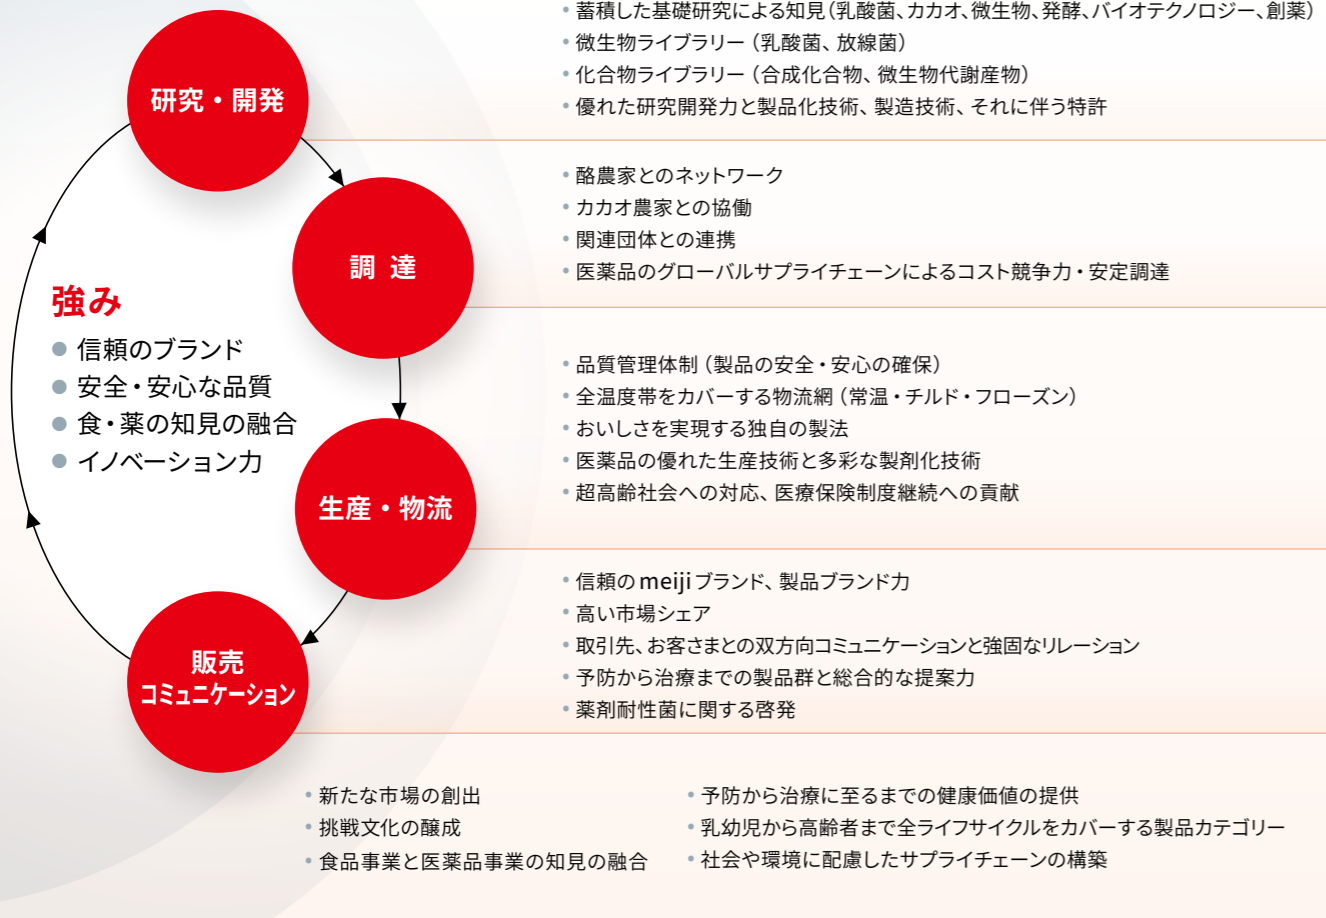 研究・開発
・蓄積した基礎研究による知見（乳酸菌、カカオ、微生物、発酵、バイオテクノロジー、創薬）
・微生物ライブラリー（乳酸菌、放線菌）
・化合物ライブラリー（合成化合物、微生物代謝産物）
・優れた研究開発力と製品化技術、製造技術、それに伴う特許
調 達
・酪農家とのネットワーク
・カカオ農家との協働
・関連団体との連携
・医薬品のグローバルサプライチェーンによるコスト競争力・安定調達
強み
● 信頼のブランド
● 安全・安心な品質
● 食・薬の知見の融合
● イノベーション力
生産・物流
・品質管理体制（製品の安全・安心の確保）
・全温度帯をカバーする物流網（常温・チルド・フローズン）
・おいしさを実現する独自の製法
・医薬品の優れた生産技術と多彩な製剤化技術
・超高齢社会への対応、医療保険制度継続への貢献
販売
コミュニケーション
・信頼のmeijiブランド、製品ブランド力
・高い市場シェア
・取引先、お客さまとの双方向コミュニケーションと強固なリレーション
・予防から治療までの製品群と総合的な提案力
・薬剤耐性菌に関する啓発
・新たな市場の創出
・挑戦文化の醸成
・食品事業と医薬品事業の知見の融合
・予防から治療に至るまでの健康価値の提供
・乳幼児から高齢者まで全ライフサイクルをカバーする製品カテゴリー
・社会や環境に配慮したサプライチェーンの構築